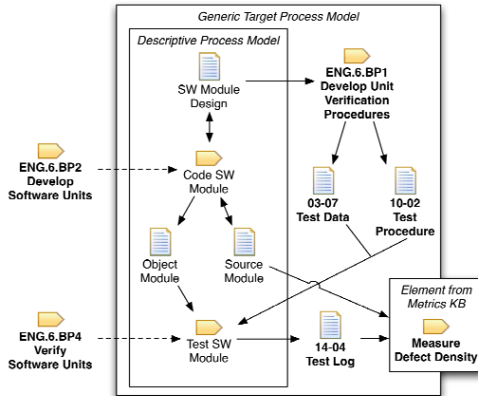 Generic Target Process Model
Descriptive Process Model
SW Module
Design
ENG.6.BP1
Develop Unit
Verification
Procedures
ENG.6.BP2
Develop
Software Units
Code SW
Module
03-07
Test Data
10-02
Test
Procedure
Object
Module
Source
Module
Element from
Metrics KB
Measure
Defect Density
ENG.6.BP4
Verify
Software Units
Test SW
Module
14-04
Test Log